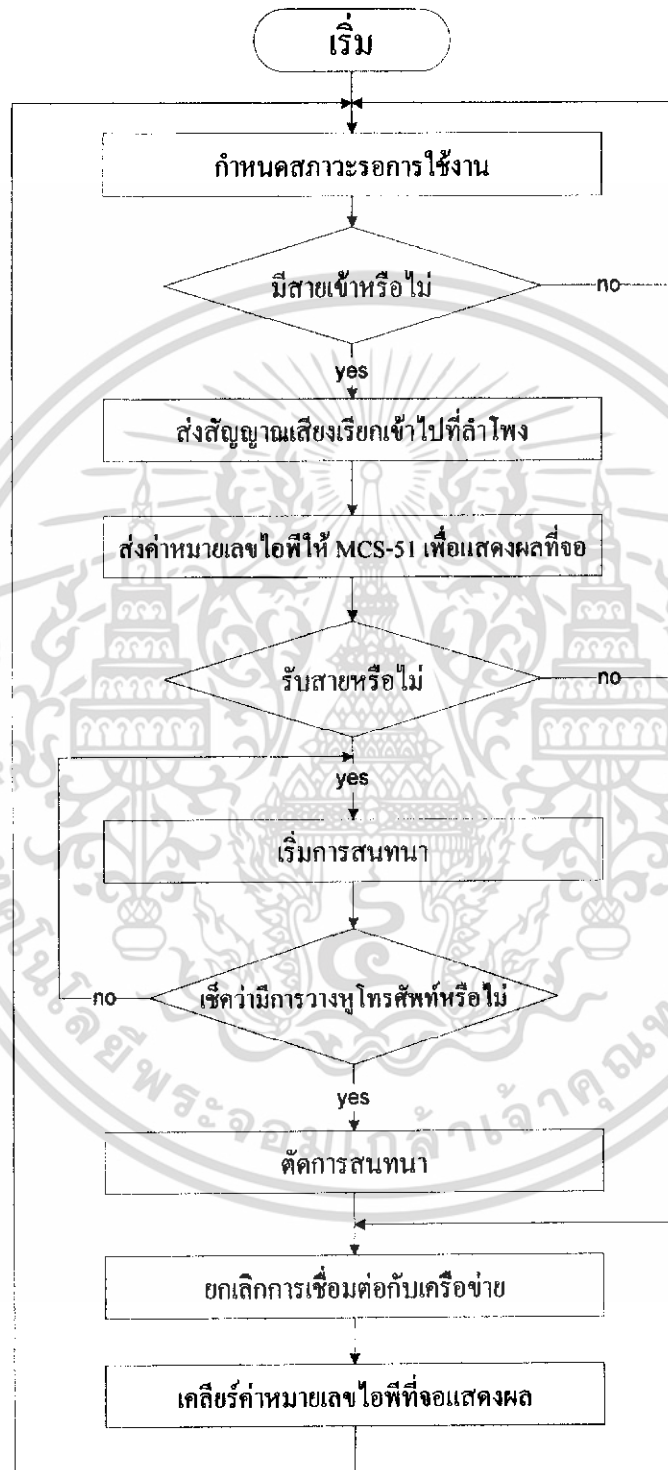 เริ่ม
กำหนดสภาวะรอการใช้งาน
มีสายเข้าหรือไม่
no
yes
ส่งสัญญาณเสียงเรียกเข้าไปที่ลำโพง
ส่งค่าหมายเลขไอพีให้ MCS-51 เพื่อแสดงผลที่จอ
รับสายหรือไม่
no
yes
เริ่มการสนทนา
เช็คว่ามีการวางหูโทรศัพท์หรือไม่
no
yes
ตัดการสนทนา
ยกเลิกการเชื่อมต่อกับเครือข่าย
เคลียร์ค่าหมายเลขไอพีที่จอแสดงผล